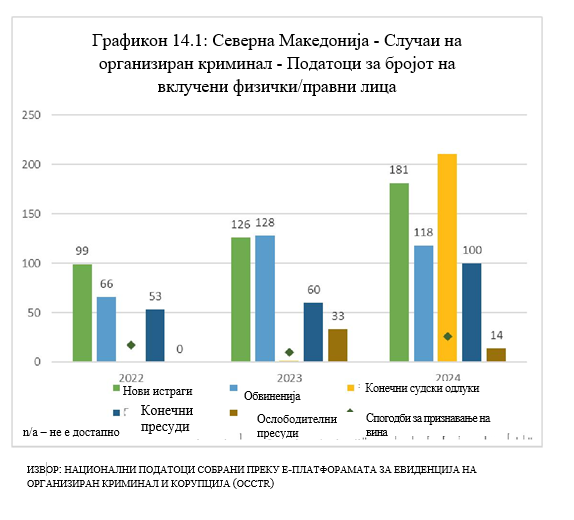 Графикон 14.1: Северна Македонија - Случаи на
организиран криминал - Податоци за бројот на
вклучени физички/правни лица
250
200
150
100
50
0
99
66
53
0
126
128
60
33
181
118
100
14
2022
2023
2024
Нови истраги
Обвиненија
Конечни судски одлуки
Конечни
пресуди
Ослободителни
пресуди
Спогодби за признавање на
вина
n/a – не е достапно
ИЗВОР: НАЦИОНАЛНИ ПОДАТОЦИ СОБРАНИ ПРЕКУ Е-ПЛАТФОРАМАТА ЗА ЕВИДЕНЦИЈА НА
ОРГАНИЗИРАН КРИМИНАЛ И КОРУПЦИЈА (OCCTR)